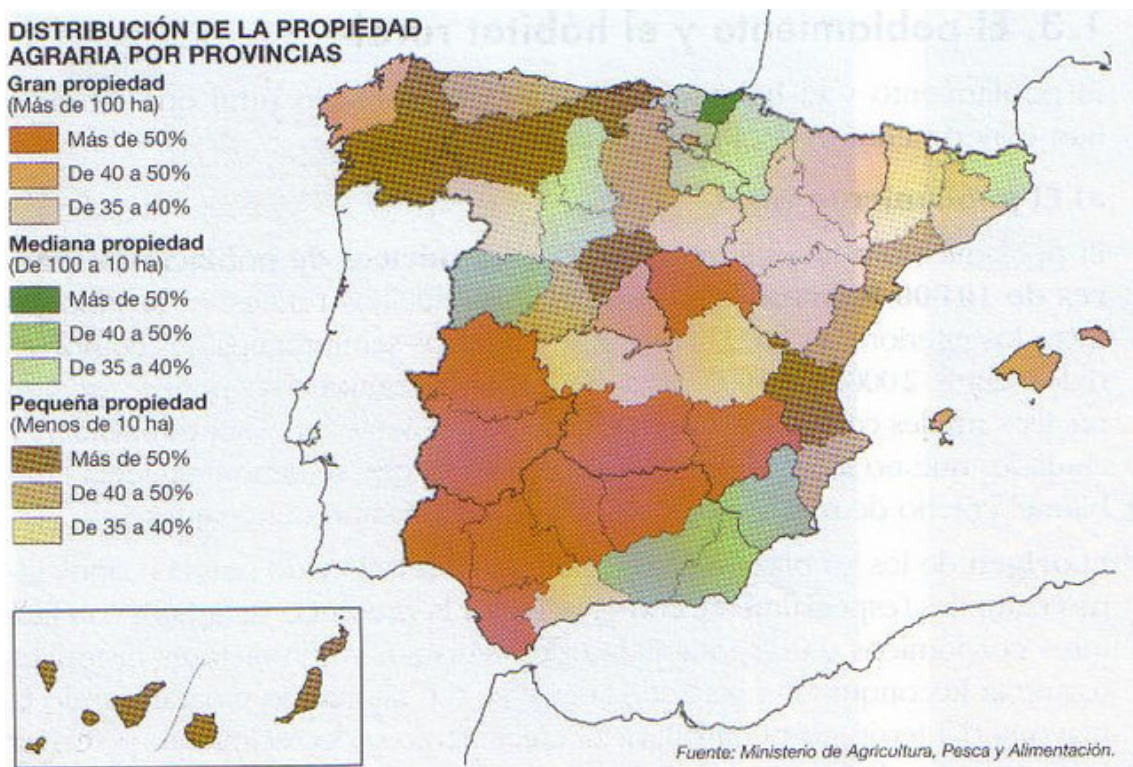 DISTRIBUCIÓN DE LA PROPIEDAD
AGRARIA POR PROVINCIAS
Gran propiedad
(Más de 100 ha)
Más de 50%
De 40 a 50%
De 35 a 40%
Mediana propiedad
(De 100 a 10 ha)
Más de 50%
De 40 a 50%
De 35 a 40%
Pequeña propiedad
(Menos de 10 ha)
Más de 50%
De 40 a 50%
De 35 a 40%
Fuente: Ministerio de Agricultura, Pesca y Alimentación.